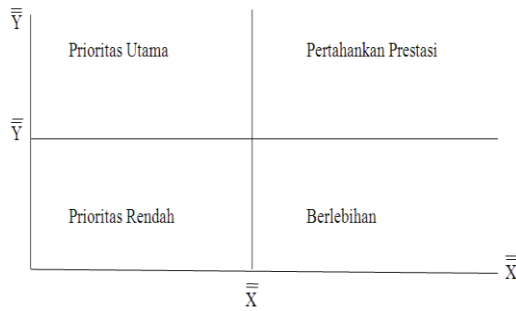 Y̿
Prioritas Utama
Pertahankan Prestasi
Y̿
Prioritas Rendah
Berlebihan
X̿
X̿